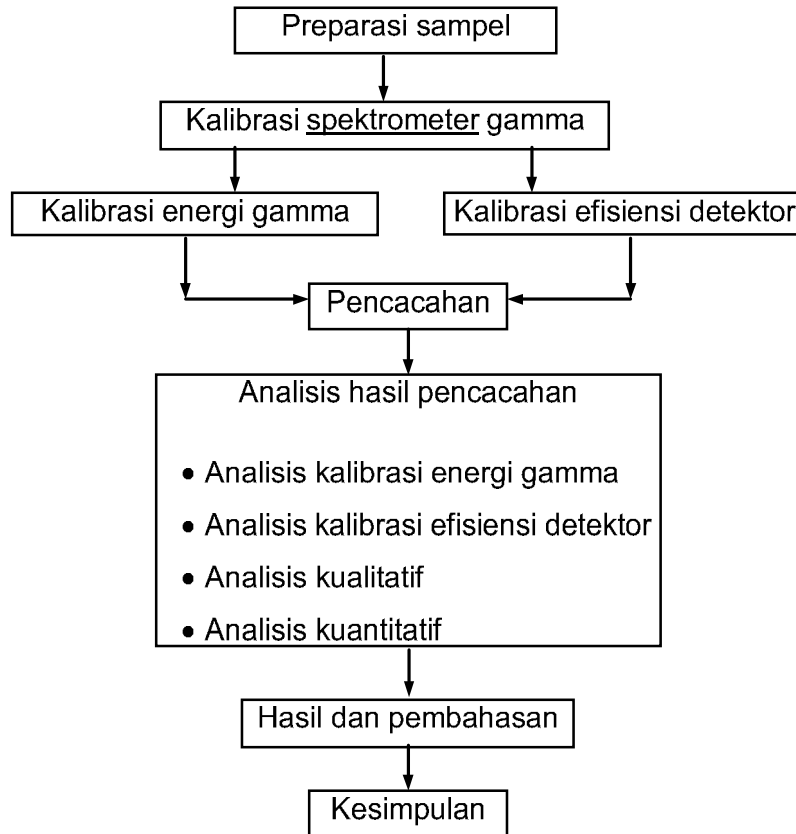 Preparasi sampel
Kalibrasi spektrometer gamma
Kalibrasi energi gamma
Kalibrasi efisiensi detektor
Pencacahan
Analisis hasil pencacahan
• Analisis kalibrasi energi gamma
• Analisis kalibrasi efisiensi detektor
• Analisis kualitatif
• Analisis kuantitatif
Hasil dan pembahasan
Kesimpulan